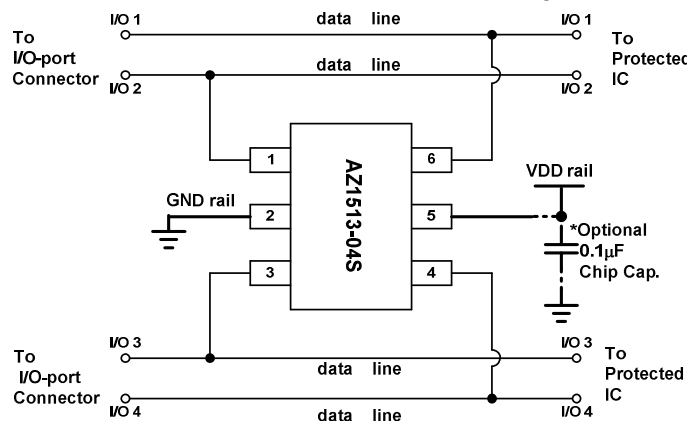 I/O 1
data line
I/O 1
To
I/O-port
Connector
To
Protected
IC
I/O 2
data line
I/O 2
1
6
AZ1513-04S
GND rail
VDD rail
2
5
*Optional
0.1µF
Chip Cap.
3
4
I/O 3
I/O 3
To
I/O-port
Connector
data line
To
Protected
IC
I/O 4
data line
I/O 4